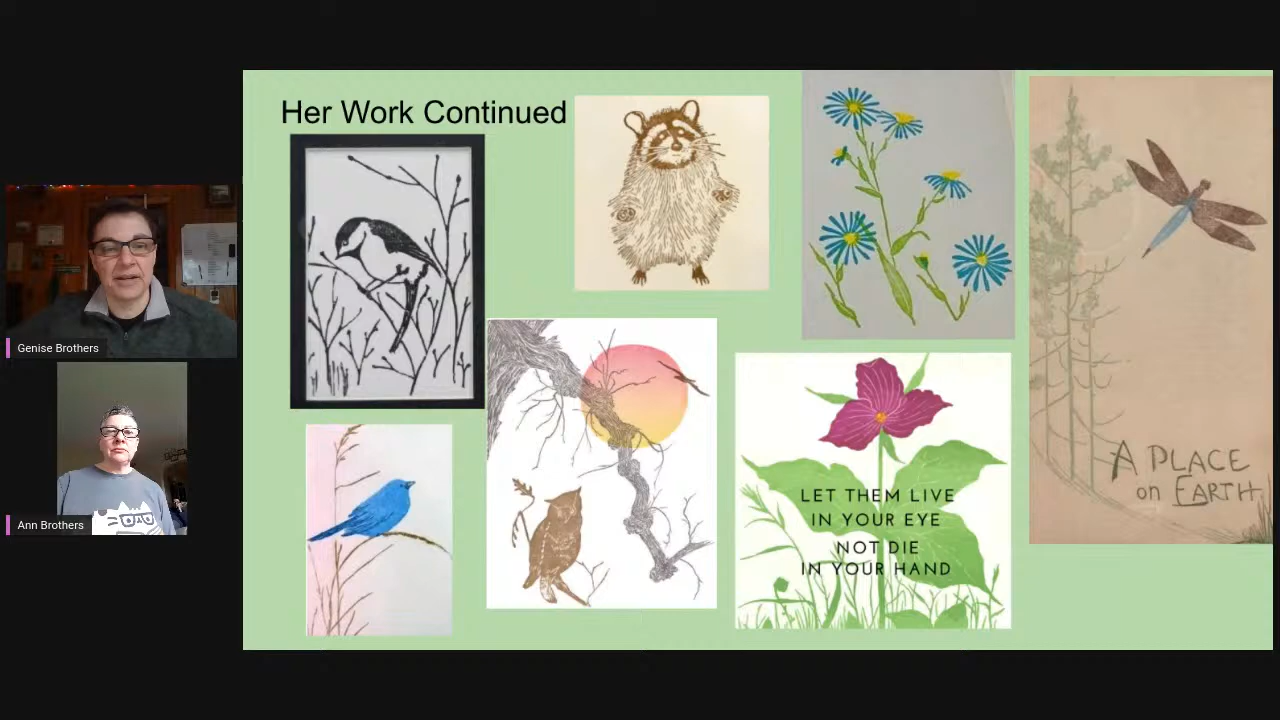 Her Work Continued
Genise Brothers
Ann Brothers
LET THEM LIVE
IN YOUR EYE
NOT DIE
IN YOUR HAND
A PLACE
on EARTH